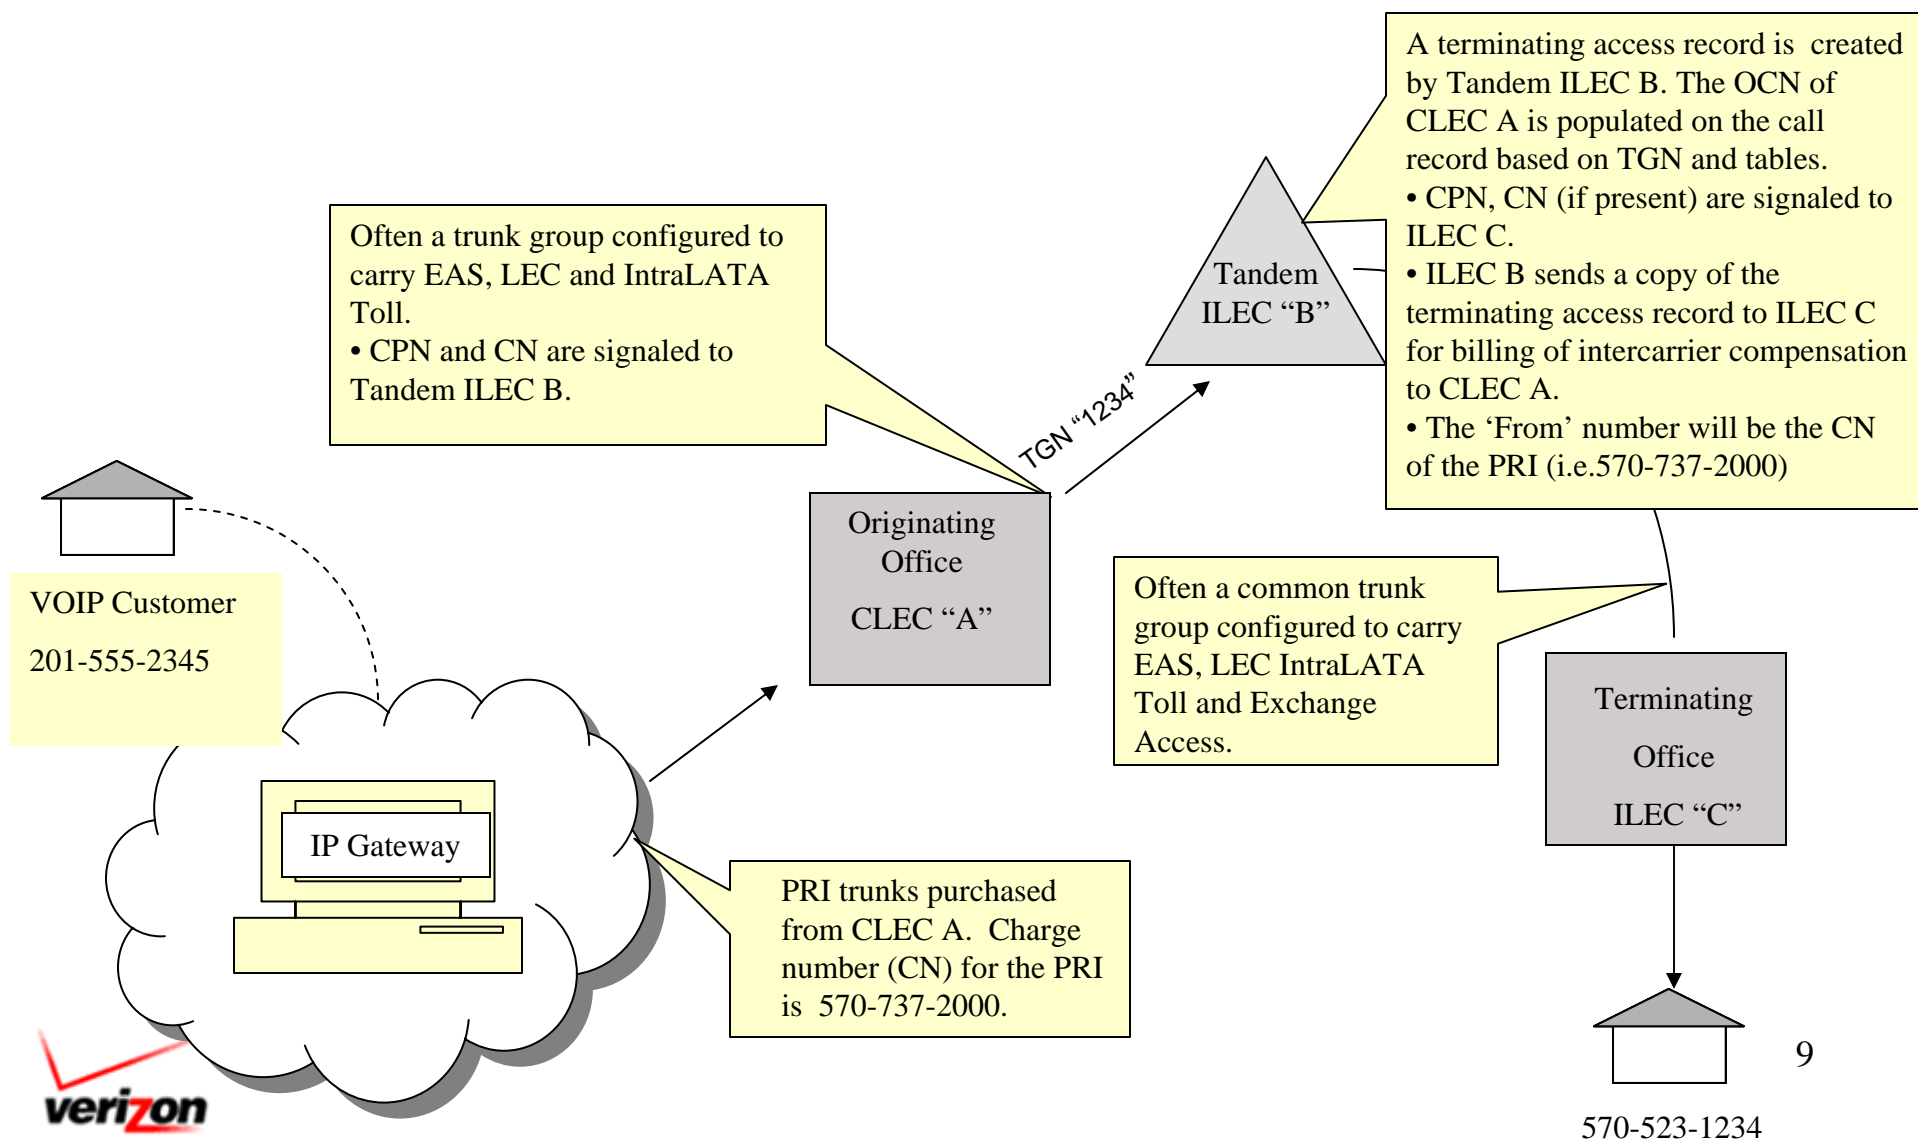 A terminating access record is  created
by Tandem ILEC B. The OCN of
CLEC A is populated on the call
record based on TGN and tables.
• CPN, CN (if present) are signaled to
ILEC C.
• ILEC B sends a copy of the
terminating access record to ILEC C
for billing of intercarrier compensation
to CLEC A.
• The ‘From’ number will be the CN
of the PRI (i.e.570-737-2000)
Often a trunk group configured to
carry EAS, LEC and IntraLATA
Toll.
• CPN and CN are signaled to
Tandem ILEC B.
Tandem
ILEC “B”
TGN “1234”
Originating
Office
CLEC “A”
VOIP Customer
201-555-2345
Often a common trunk
group configured to carry
EAS, LEC IntraLATA
Toll and Exchange
Access.
Terminating
Office
ILEC “C”
IP Gateway
PRI trunks purchased
from CLEC A.  Charge
number (CN) for the PRI
is  570-737-2000.
9
verizon
570-523-1234